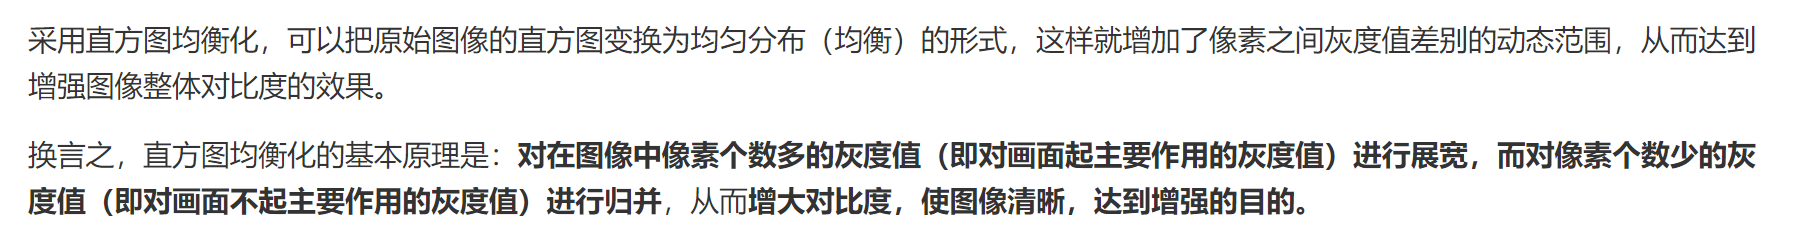 采用直方图均衡化，可以把原始图像的直方图变换为均匀分布（均衡）的形式，这样就增加了像素之间灰度值差别的动态范围，从而达到
增强图像整体对比度的效果。
换言之，直方图均衡化的基本原理是：对在图像中像素个数多的灰度值（即对画面起主要作用的灰度值）进行展宽，而对像素个数少的灰
度值（即对画面不起主要作用的灰度值）进行归并，从而增大对比度，使图像清晰，达到增强的目的。